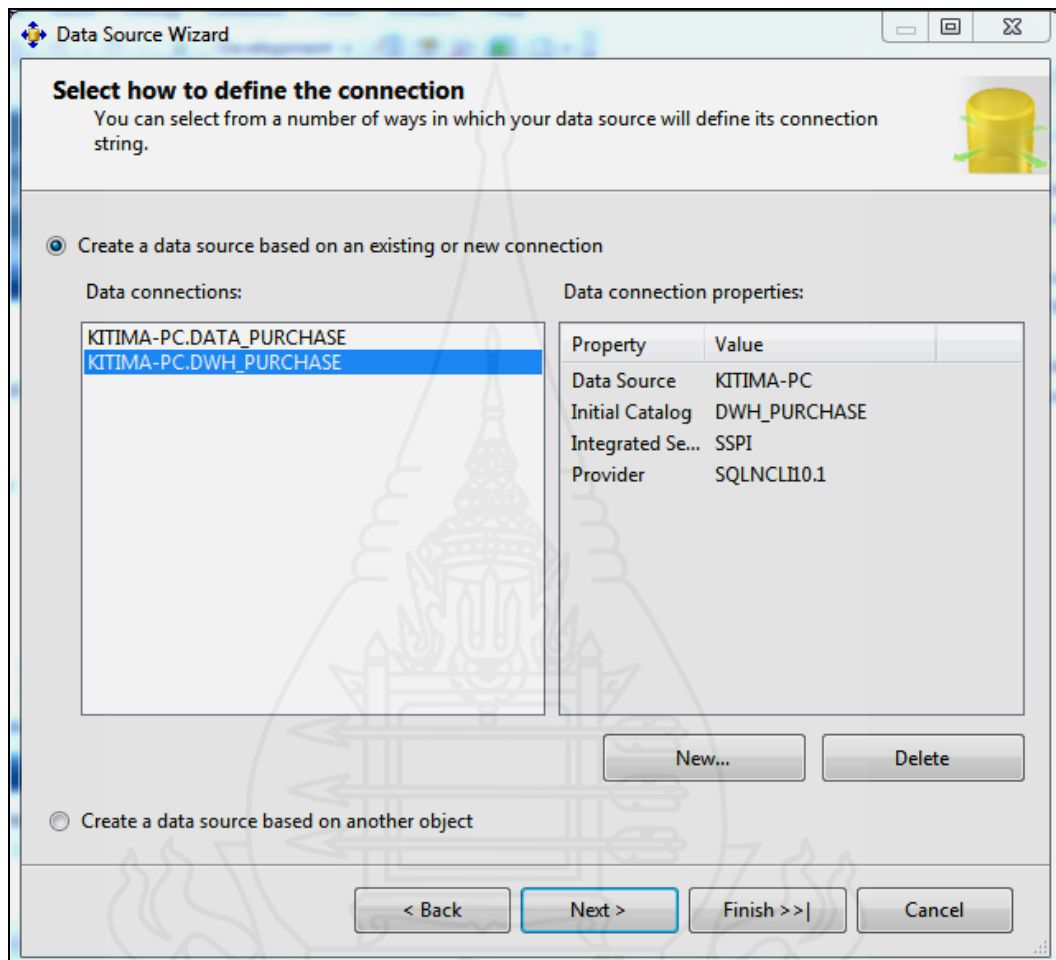 Data Source Wizard
Select how to define the connection
You can select from a number of ways in which your data source will define its connection
string.
Create a data source based on an existing or new connection
Data connections:
KITIMA-PC.DATA_PURCHASE
KITIMA-PC.DWH_PURCHASE
Data connection properties:
Property Value
Data Source KITIMA-PC
Initial Catalog DWH_PURCHASE
Integrated Se... SSPI
Provider SQLNCLI10.1
New... Delete
Create a data source based on another object
< Back Next > Finish >>| Cancel